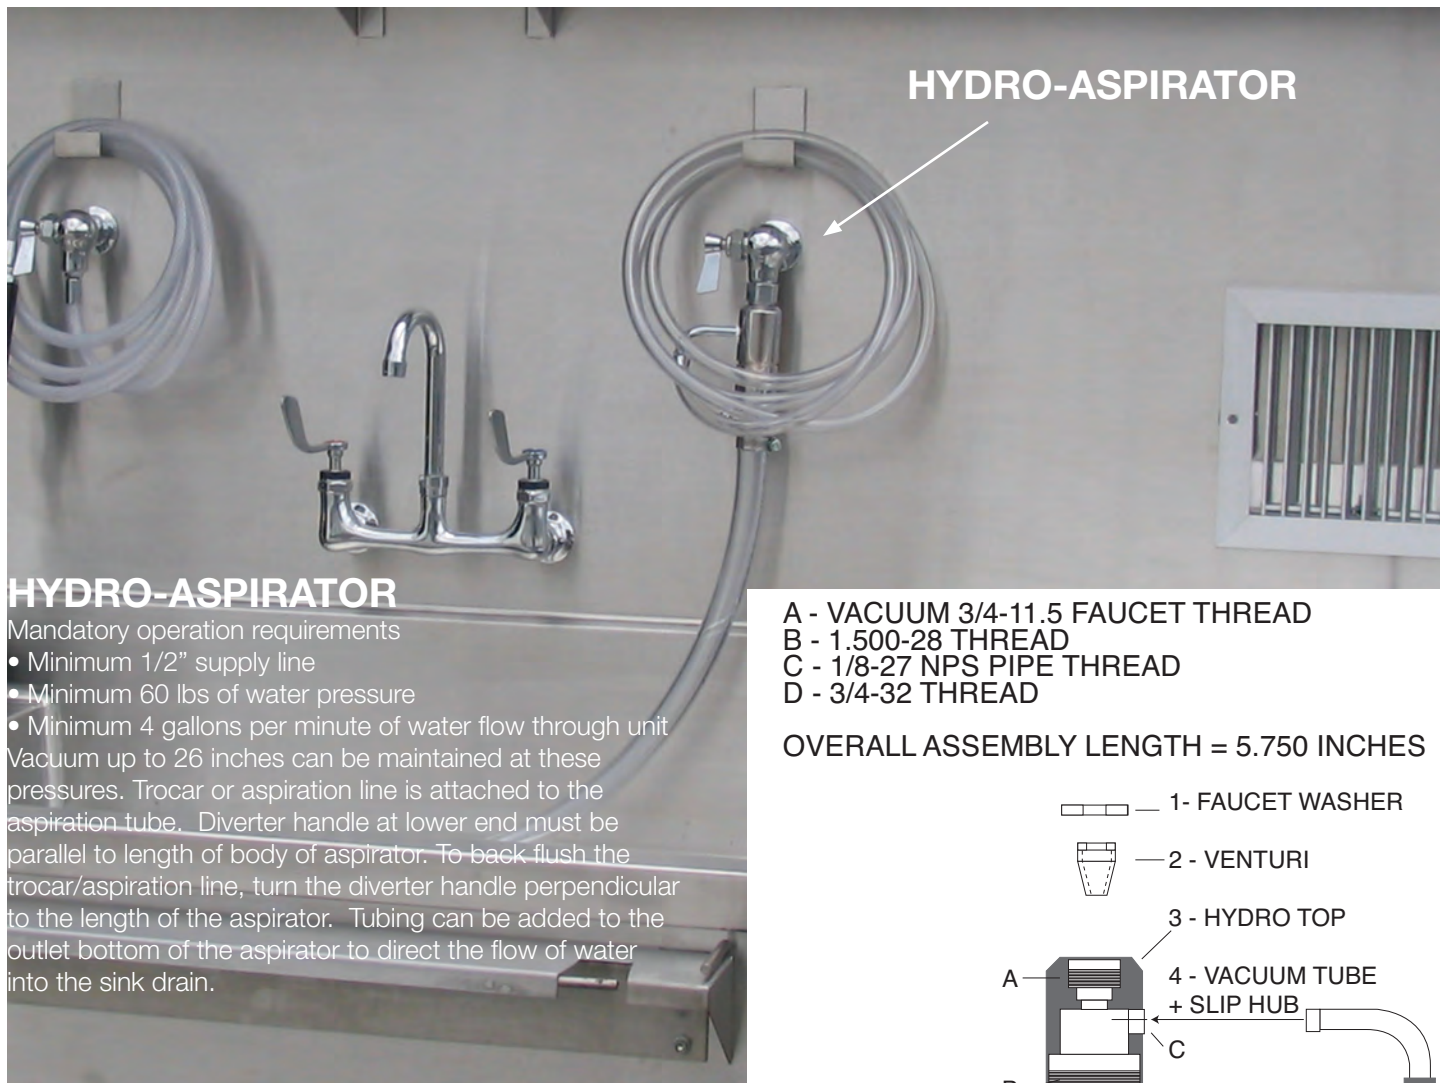 HYDRO-ASPIRATOR
HYDRO-ASPIRATOR
Mandatory operation requirements
• Minimum 1/2” supply line
• Minimum 60 lbs of water pressure
• Minimum 4 gallons per minute of water flow through unit
Vacuum up to 26 inches can be maintained at these
pressures. Trocar or aspiration line is attached to the
aspiration tube.  Diverter handle at lower end must be
parallel to length of body of aspirator. To back flush the
trocar/aspiration line, turn the diverter handle perpendicular
to the length of the aspirator.  Tubing can be added to the
outlet bottom of the aspirator to direct the flow of water
into the sink drain.
A - VACUUM 3/4-11.5 FAUCET THREAD
B - 1.500-28 THREAD
C - 1/8-27 NPS PIPE THREAD
D - 3/4-32 THREAD
OVERALL ASSEMBLY LENGTH = 5.750 INCHES
1- FAUCET WASHER
2 - VENTURI
3 - HYDRO TOP
A
4 - VACUUM TUBE
+ SLIP HUB
C